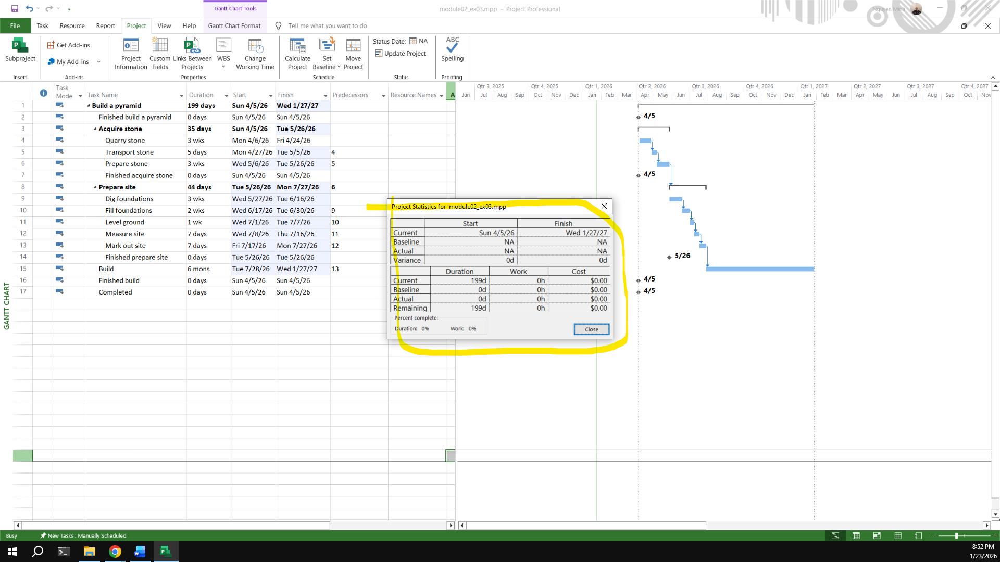 Gantt Chart Tools
module02_ex03.mpp - Project Professional
Nguyen Minh
File Task Resource Report Project View Help Gantt Chart Format Tell me what you want to do
Subproject
Get Add-ins
My Add-ins
Project Information
Custom Fields
Links Between Projects
WBS
Change Working Time
Calculate Project
Set Baseline
Move Project
Status Date: NA
Update Project
ABC
Spelling
Insert Add-ins Properties Schedule Status Proofing
Task Mode Task Name Duration Start Finish Predecessors Resource Names A
Qtr 3, 2025 Qtr 4, 2025 Qtr 1, 2026 Qtr 2, 2026 Qtr 3, 2026 Qtr 4, 2026 Qtr 1, 2027 Qtr 2, 2027 Qtr 3, 2027 Qtr 4, 2027
Jun Jul Aug Sep Oct Nov Dec Jan Feb Mar Apr May Jun Jul Aug Sep Oct Nov Dec Jan Feb Mar Apr May Jun Jul Aug Sep Oct Nov
1 Build a pyramid 199 days Sun 4/5/26 Wed 1/27/27
2 Finished build a pyramid 0 days Sun 4/5/26 Sun 4/5/26 4/5
3 Acquire stone 35 days Sun 4/5/26 Tue 5/26/26
4 Quarry stone 3 wks Mon 4/6/26 Fri 4/24/26
5 Transport stone 5 days Mon 4/27/26 Tue 5/5/26 4
6 Prepare stone 3 wks Wed 5/6/26 Tue 5/26/26 5
7 Finished acquire stone 0 days Sun 4/5/26 Sun 4/5/26 4/5
8 Prepare site 44 days Tue 5/26/26 Mon 7/27/26 6
9 Dig foundations 3 wks Wed 5/27/26 Tue 6/16/26
10 Fill foundations 2 wks Wed 6/17/26 Tue 6/30/26 9
11 Level ground 1 wk Wed 7/1/26 Tue 7/7/26 10
12 Measure site 7 days Wed 7/8/26 Thu 7/16/26 11
13 Mark out site 7 days Fri 7/17/26 Mon 7/27/26 12
14 Finished prepare site 0 days Tue 5/26/26 Tue 5/26/26 5/26
15 Build 6 mons Tue 7/28/26 Wed 1/27/27 13
16 Finished build 0 days Sun 4/5/26 Sun 4/5/26 4/5
17 Completed 0 days Sun 4/5/26 Sun 4/5/26 4/5
GANTT CHART
Project Statistics for 'module02_ex03.mpp'
Start Finish
Current Sun 4/5/26 Wed 1/27/27
Baseline NA NA
Actual NA NA
Variance 0d 0d
Duration Work Cost
Current 199d 0h $0.00
Baseline 0d 0h $0.00
Actual 0d 0h $0.00
Remaining 199d 0h $0.00
Percent complete:
Duration: 0% Work: 0%
Close
Busy New Tasks : Manually Scheduled
8:52 PM
1/23/2026